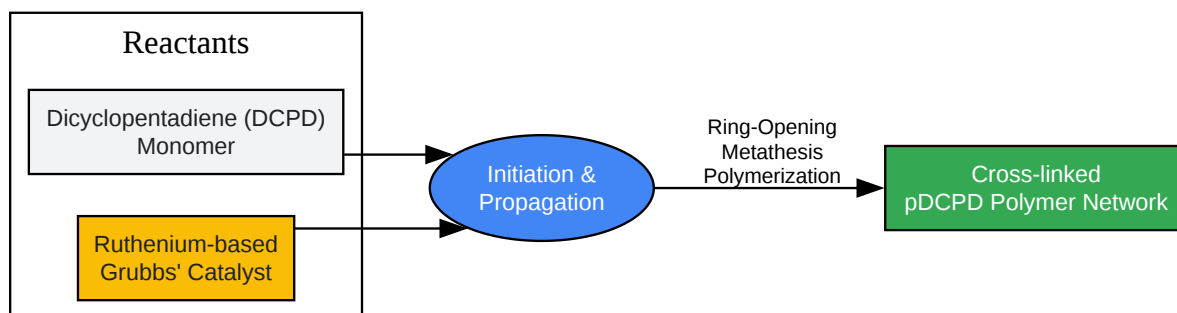 Reactants
Dicyclopentadiene (DCPD)
Monomer
Ruthenium-based
Grubbs' Catalyst
Initiation &
Propagation
Ring-Opening
Metathesis
Polymerization
Cross-linked
pDCPD Polymer Network